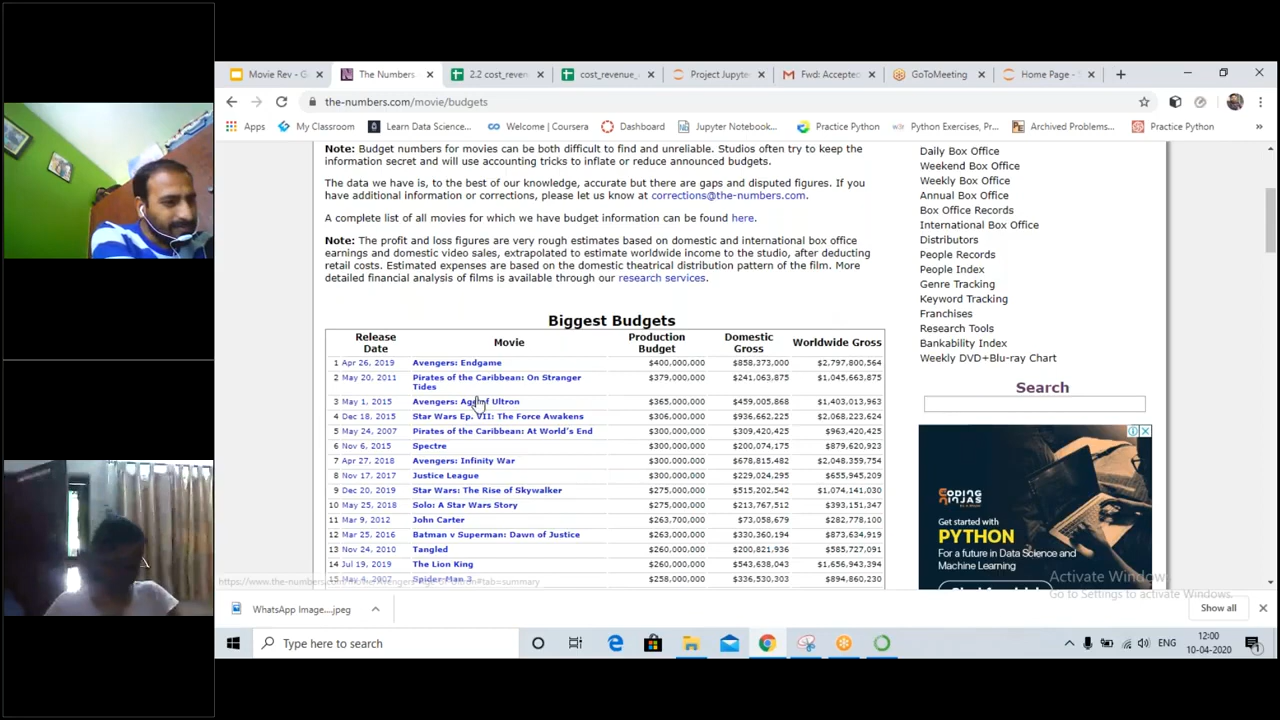 Movie Rev - G
The Numbers
2.2 cost_reven
cost_revenue_
Project Jupyte
Fwd: Accepted
GoToMeeting
Home Page -
the-numbers.com/movie/budgets
Apps
My Classroom
Learn Data Science...
Welcome | Coursera
Dashboard
Jupyter Notebook...
Practice Python
Python Exercises, Pr...
Archived Problems...
Practice Python
Note: Budget numbers for movies can be both difficult to find and unreliable. Studios often try to keep the
information secret and will use accounting tricks to inflate or reduce announced budgets.
The data we have is, to the best of our knowledge, accurate but there are gaps and disputed figures. If you
have additional information or corrections, please let us know at corrections@the-numbers.com.
A complete list of all movies for which we have budget information can be found here.
Note: The profit and loss figures are very rough estimates based on domestic and international box office
earnings and domestic video sales, extrapolated to estimate worldwide income to the studio, after deducting
retail costs. Estimated expenses are based on the domestic theatrical distribution pattern of the film. More
detailed financial analysis of films is available through our research services.
Biggest Budgets
Release Date Movie Production Budget Domestic Gross Worldwide Gross
1 Apr 26, 2019 Avengers: Endgame $400,000,000 $858,373,000 $2,797,800,564
2 May 20, 2011 Pirates of the Caribbean: On Stranger Tides $379,000,000 $241,063,875 $1,045,663,875
3 May 1, 2015 Avengers: Age of Ultron $365,000,000 $459,005,868 $1,403,013,963
4 Dec 18, 2015 Star Wars Ep. VII: The Force Awakens $306,000,000 $936,662,225 $2,068,223,624
5 May 24, 2007 Pirates of the Caribbean: At World's End $300,000,000 $309,420,425 $963,420,425
6 Nov 6, 2015 Spectre $300,000,000 $200,074,175 $879,620,923
7 Apr 27, 2018 Avengers: Infinity War $300,000,000 $678,815,482 $2,048,359,754
8 Nov 17, 2017 Justice League $300,000,000 $229,024,295 $655,945,209
9 Dec 20, 2019 Star Wars: The Rise of Skywalker $275,000,000 $515,202,542 $1,074,141,030
10 May 25, 2018 Solo: A Star Wars Story $275,000,000 $213,767,512 $393,151,347
11 Mar 9, 2012 John Carter $263,700,000 $73,058,679 $282,778,100
12 Mar 25, 2016 Batman v Superman: Dawn of Justice $263,000,000 $330,360,194 $873,634,919
13 Nov 24, 2010 Tangled $260,000,000 $200,821,936 $585,727,091
14 Jul 19, 2019 The Lion King $260,000,000 $543,638,043 $1,656,943,394
15 May 4, 2007 Spider-Man 3 $258,000,000 $336,530,303 $894,860,230
Daily Box Office
Weekend Box Office
Weekly Box Office
Annual Box Office
Box Office Records
International Box Office
Distributors
People Records
People Index
Genre Tracking
Keyword Tracking
Franchises
Research Tools
Bankability Index
Weekly DVD+Blu-ray Chart
Search
CODING
NINJAS
Get started with
PYTHON
For a future in Data Science and
Machine Learning
Activate Windows
Go to Settings to activate Windows.
WhatsApp Image....jpeg
Show all
Type here to search
ENG
12:00
10-04-2020